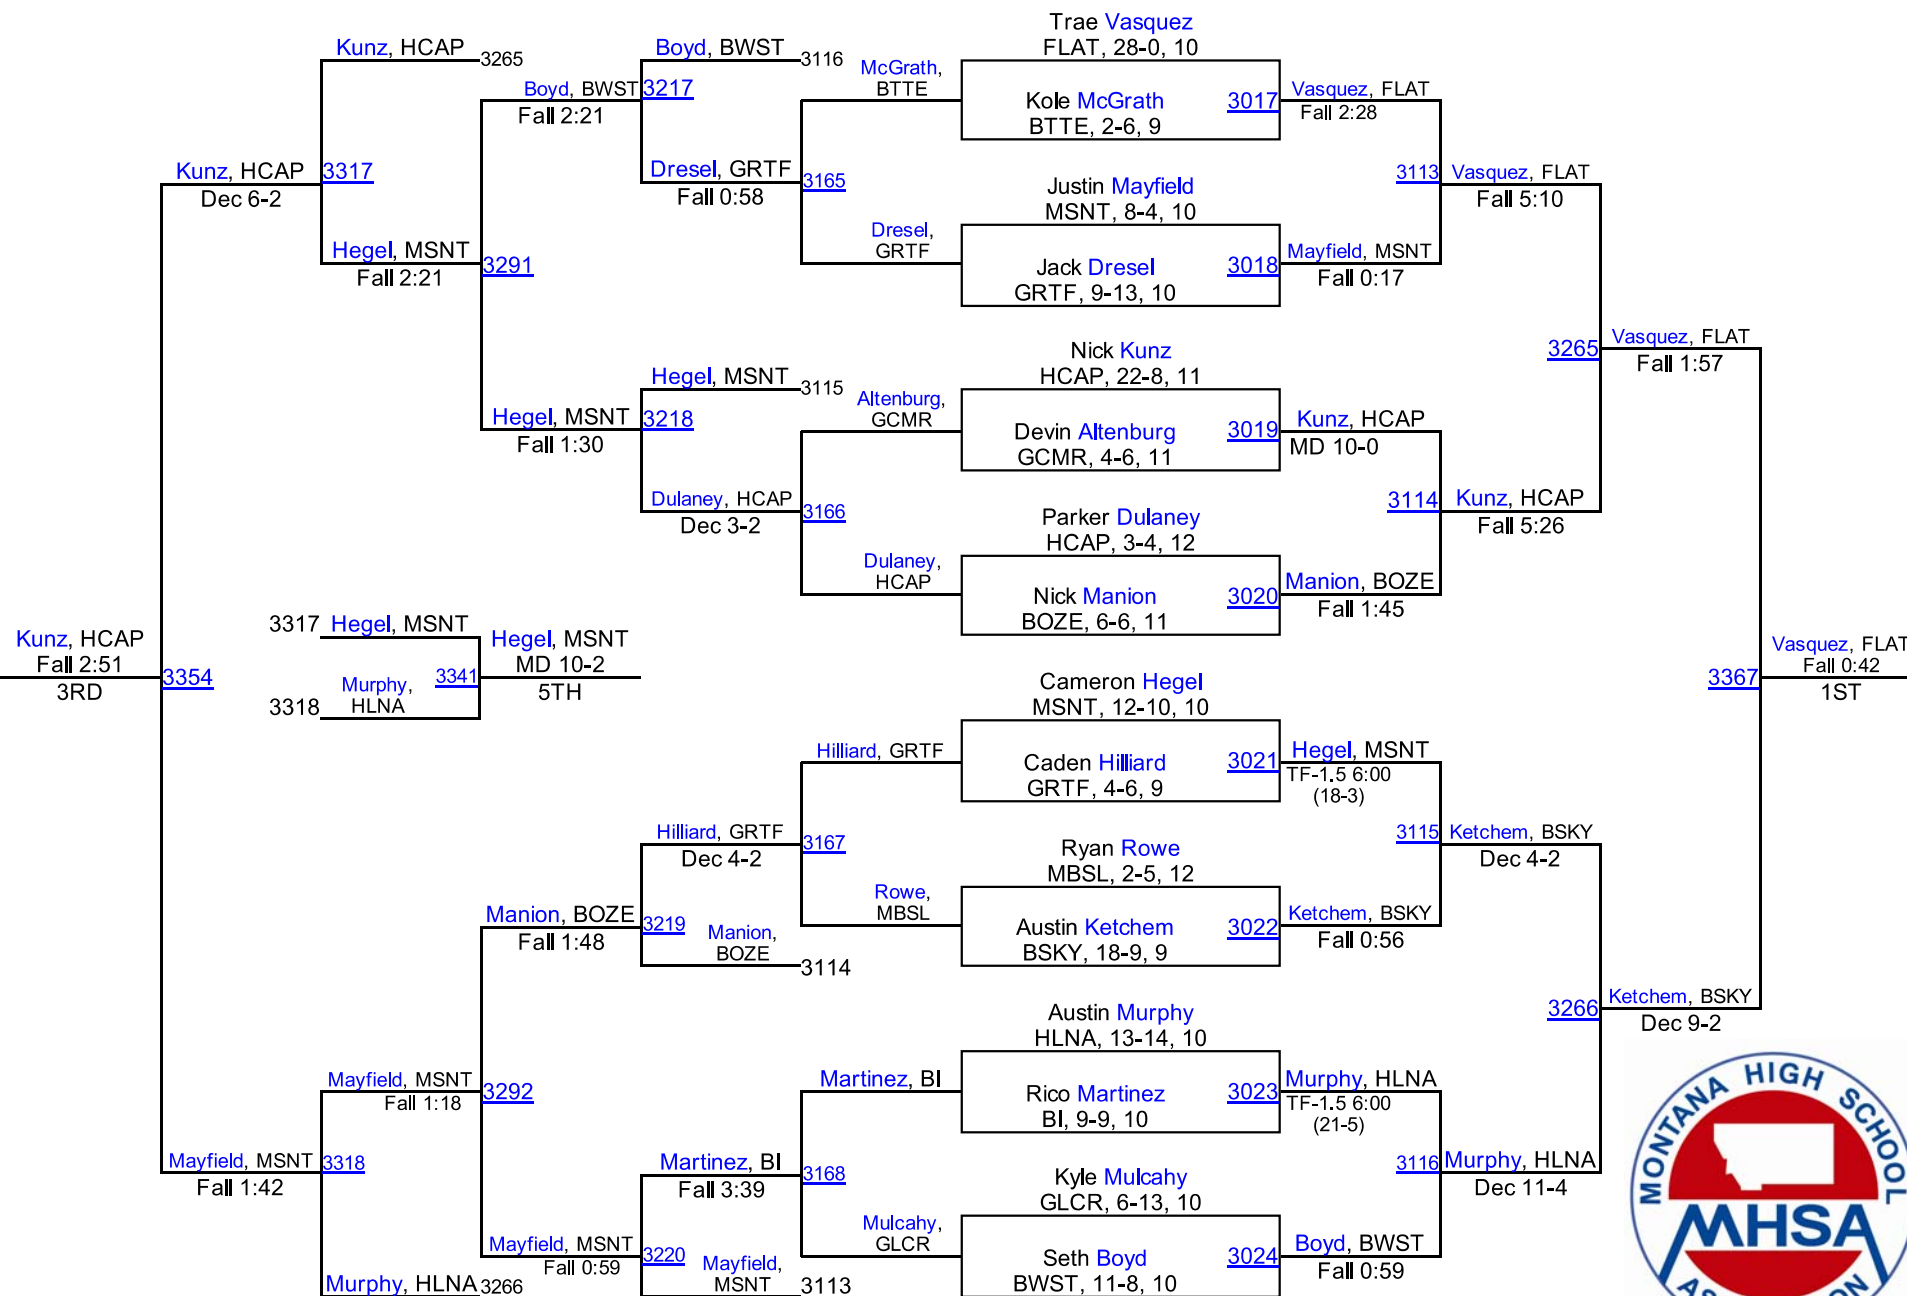 Kunz, HCAP
3265
Kunz, HCAP
Dec 6-2
3317
Hegel, MSNT
Fall 2:21
3291
Boyd, BWST
Fall 2:21
3217
Boyd, BWST
3116
Dresel, GRTF
Fall 0:58
3165
McGrath,
BTTE
Dresel,
GRTF
Hegel, MSNT
Fall 1:30
3218
Hegel, MSNT
3115
Dulaney, HCAP
Dec 3-2
3166
Altenburg,
GCMR
Dulaney,
HCAP
Kunz, HCAP
Fall 2:51
3RD
3354
3317
Hegel, MSNT
3318
Murphy,
HLNA
3341
Hegel, MSNT
MD 10-2
5TH
Mayfield, MSNT
Fall 1:42
3318
Mayfield, MSNT
Fall 1:18
3292
Murphy, HLNA
3266
Manion, BOZE
Fall 1:48
3219
Hilliard, GRTF
Dec 4-2
3167
Manion,
BOZE
3114
Hilliard, GRTF
Rowe,
MBSL
Mayfield, MSNT
Fall 0:59
3220
Martinez, BI
Fall 3:39
3168
Mayfield,
MSNT
3113
Martinez, BI
Mulcahy,
GLCR
Trae Vasquez
FLAT, 28-0, 10
Kole McGrath
BTTE, 2-6, 9
3017
Justin Mayfield
MSNT, 8-4, 10
Jack Dresel
GRTF, 9-13, 10
3018
Nick Kunz
HCAP, 22-8, 11
Devin Altenburg
GCMR, 4-6, 11
3019
Parker Dulaney
HCAP, 3-4, 12
Nick Manion
BOZE, 6-6, 11
3020
Cameron Hegel
MSNT, 12-10, 10
Caden Hilliard
GRTF, 4-6, 9
3021
Ryan Rowe
MBSL, 2-5, 12
Austin Ketchem
BSKY, 18-9, 9
3022
Austin Murphy
HLNA, 13-14, 10
Rico Martinez
BI, 9-9, 10
3023
Kyle Mulcahy
GLCR, 6-13, 10
Seth Boyd
BWST, 11-8, 10
3024
Vasquez, FLAT
Fall 2:28
3113
Mayfield, MSNT
Fall 0:17
Kunz, HCAP
MD 10-0
3114
Manion, BOZE
Fall 1:45
Hegel, MSNT
TF-1.5 6:00
(18-3)
3115
Ketchem, BSKY
Fall 0:56
Murphy, HLNA
TF-1.5 6:00
(21-5)
3116
Boyd, BWST
Fall 0:59
Vasquez, FLAT
Fall 5:10
3265
Kunz, HCAP
Fall 5:26
Ketchem, BSKY
Dec 4-2
3266
Murphy, HLNA
Dec 11-4
Vasquez, FLAT
Fall 1:57
3367
Ketchem, BSKY
Dec 9-2
Vasquez, FLAT
Fall 0:42
1ST
MONTANA HIGH SCHOOL
MHSA